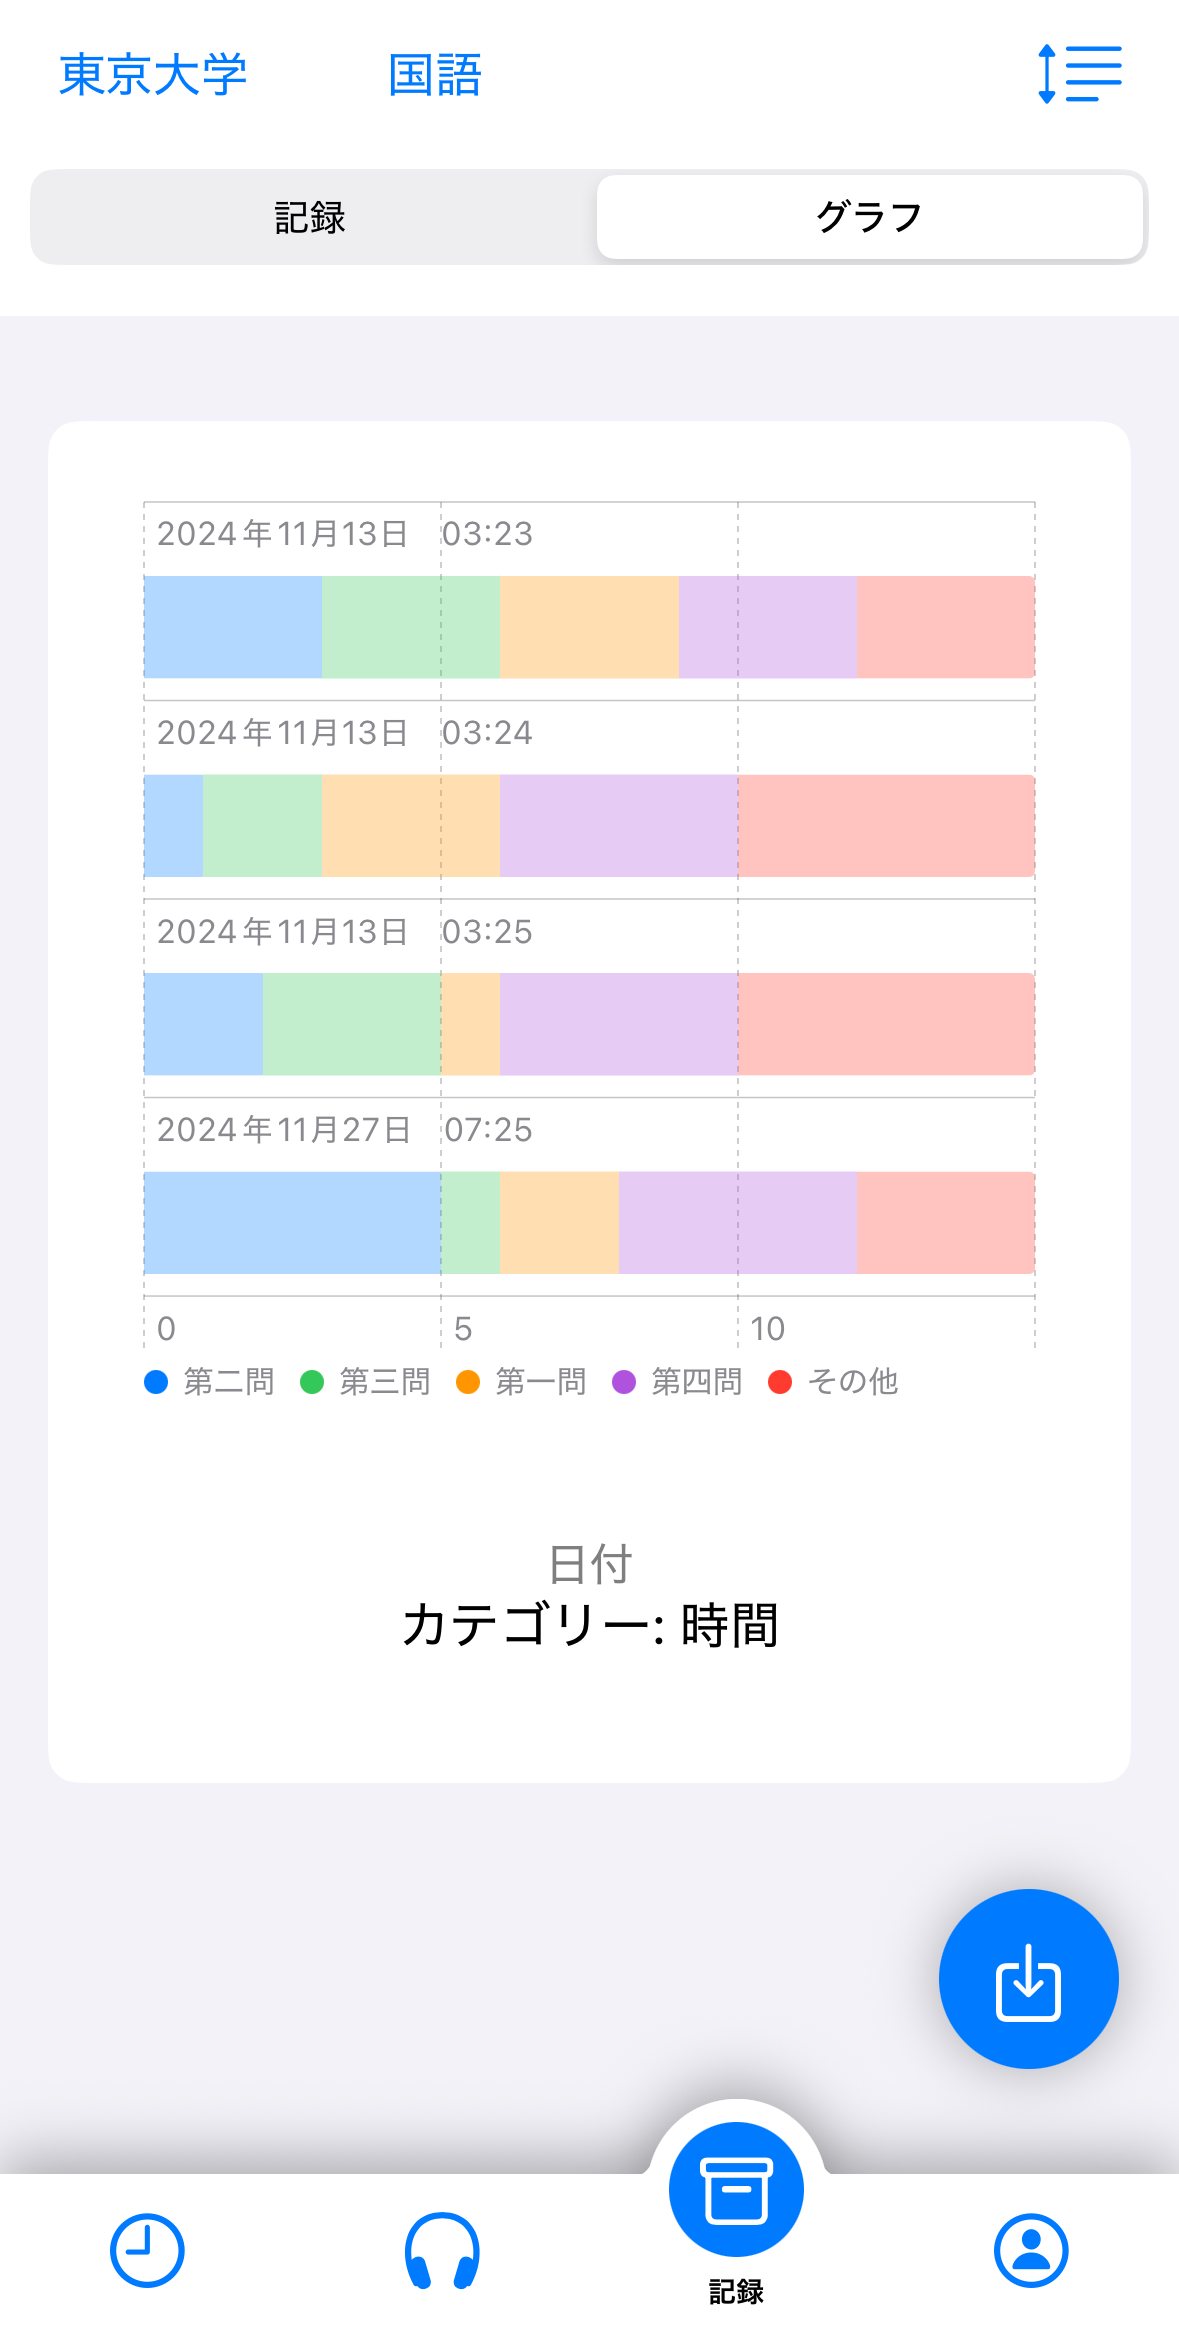 東京大学 国語
記録 グラフ
2024年11月13日 03:23
2024年11月13日 03:24
2024年11月13日 03:25
2024年11月27日 07:25
0 5 10
第二問 第三問 第一問 第四問 その他
日付
カテゴリー: 時間
記録